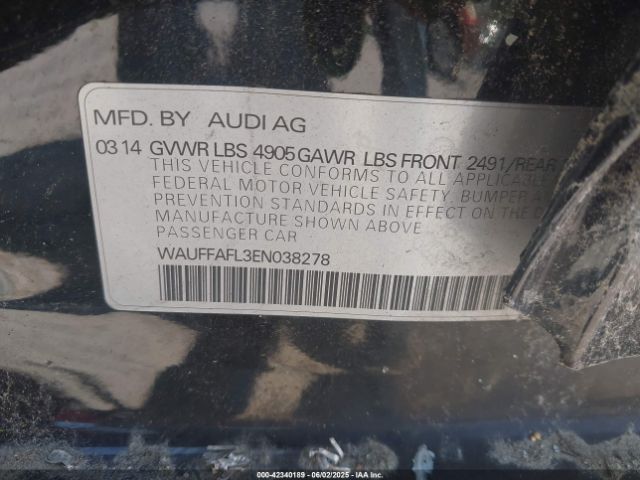 MFD. BY AUDI AG
03 14 GVWR LBS 4905 GAWR LBS FRONT 2491/REAR
THIS VEHICLE CONFORMS TO ALL APPLICABLE
FEDERAL MOTOR VEHICLE SAFETY, BUMPER A
PREVENTION STANDARDS IN EFFECT ON THE D
MANUFACTURE SHOWN ABOVE
PASSENGER CAR
WAUFFAFL3EN038278
000-42340189 - 06/02/2025 - IAAI.COM